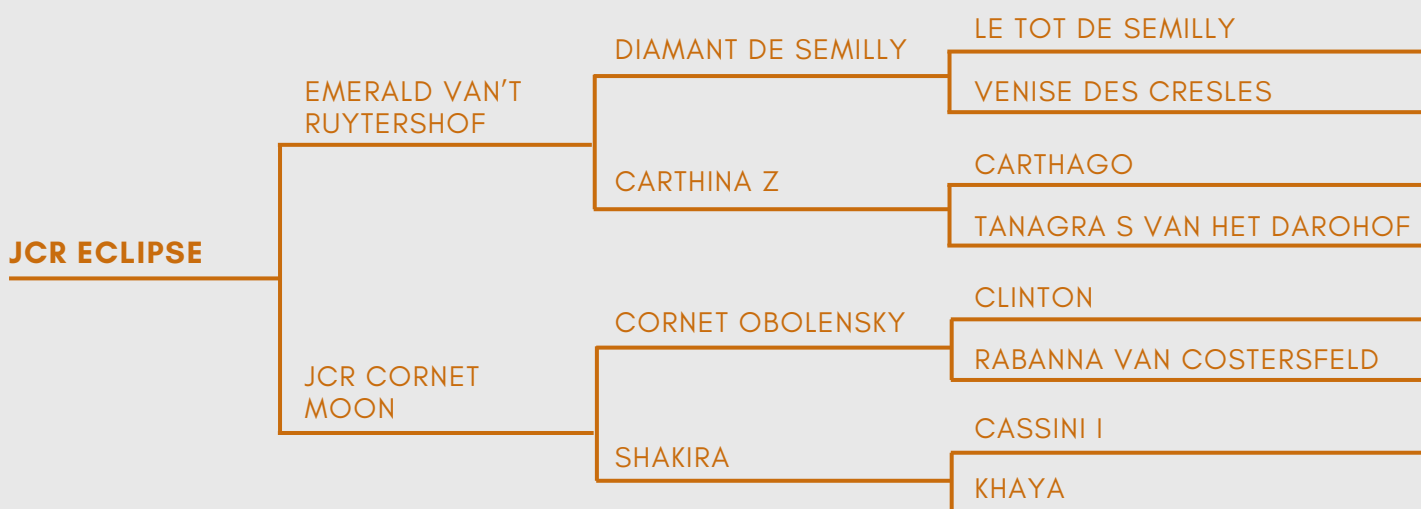 LE TOT DE SEMILLY
DIAMANT DE SEMILLY
VENISE DES CRESLES
EMERALD VAN'T
RUYTERSHOF
CARTHAGO
CARTHINA Z
TANAGRA S VAN HET DAROHOF
JCR ECLIPSE
CLINTON
CORNET OBOLENSKY
RABANNA VAN COSTERSFELD
JCR CORNET
MOON
CASSINI I
SHAKIRA
KHAYA